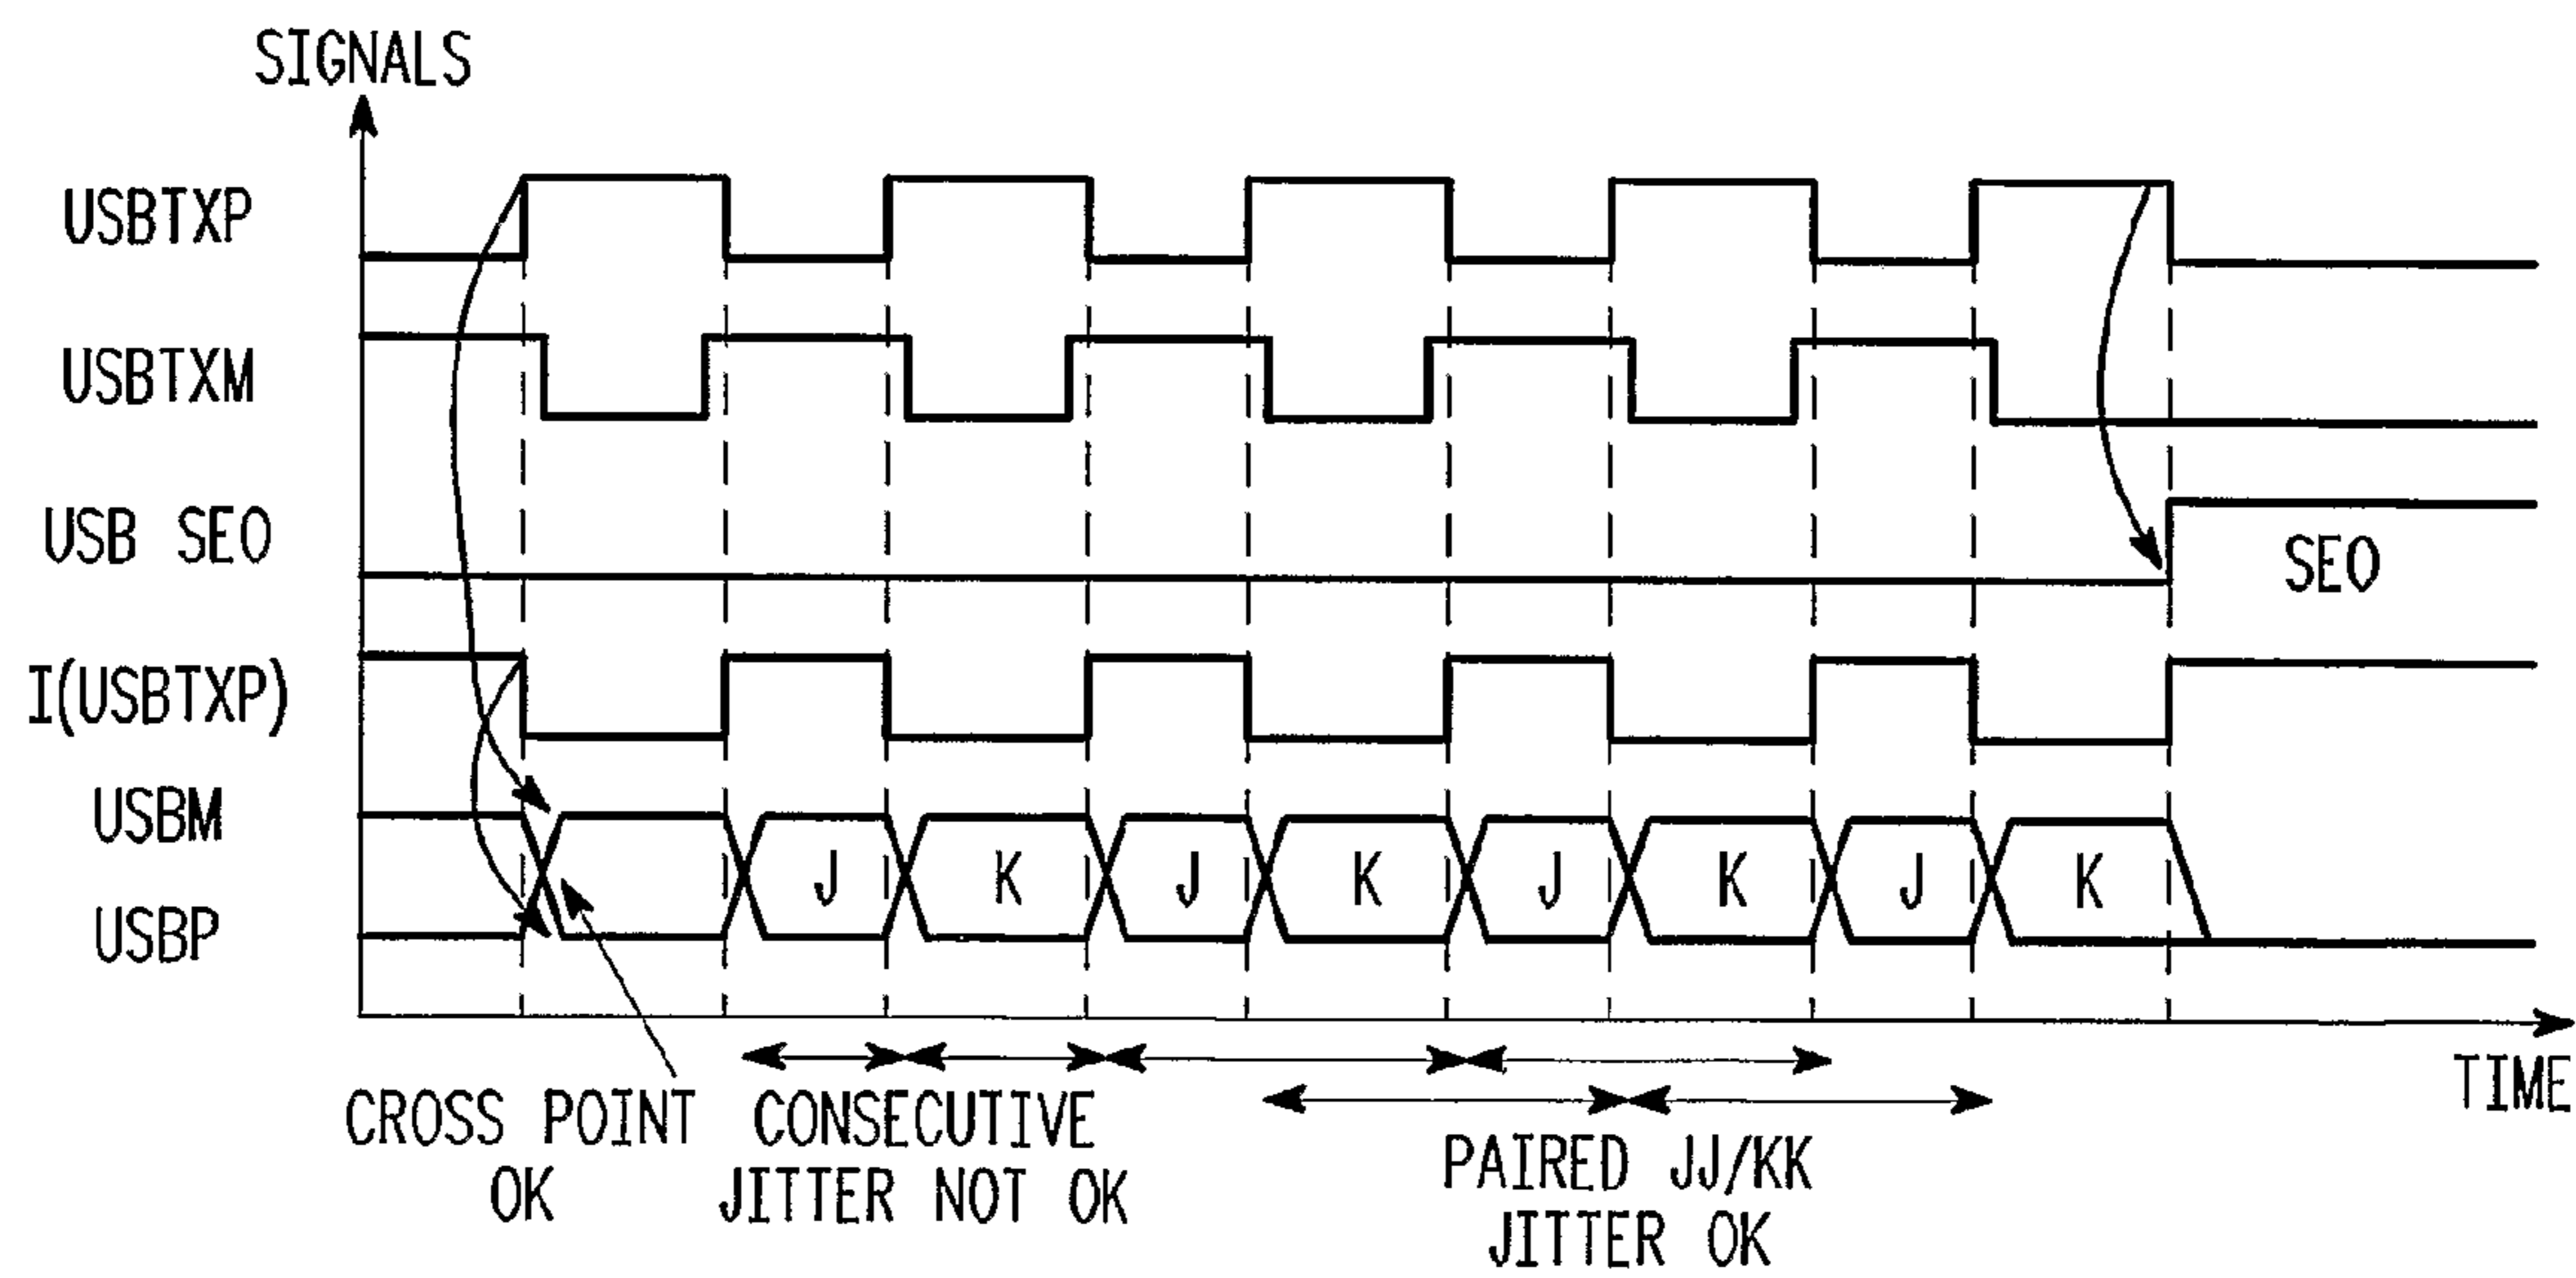 SIGNALS
USBTXP
USBTXM
USB SEO
SEO
I(USBTXP)
USBM
J K J K J K J K
USBP
TIME
CROSS POINT
OK
CONSECUTIVE
JITTER NOT OK
PAIRED JJ/KK
JITTER OK